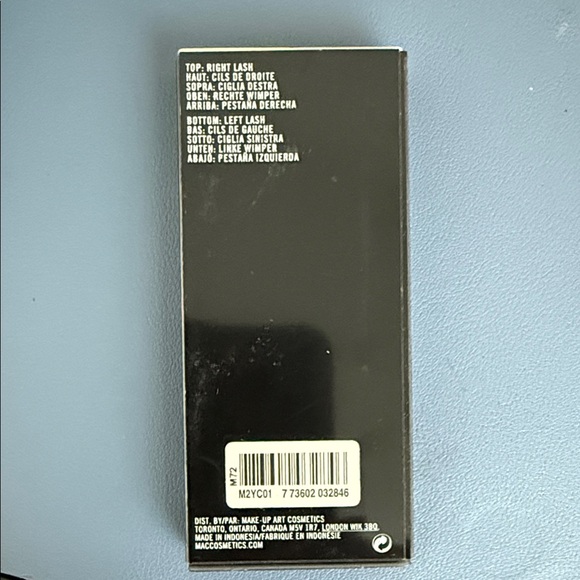 TOP: RIGHT LASH
HAUT: CILS DE DROITE
SOPRA: CIGLIA DESTRA
OBEN: RECHTE WIMPER
ARRIBA: PESTAÑA DERECHA
BOTTOM: LEFT LASH
BAS: CILS DE GAUCHE
SOTTO: CIGLIA SINISTRA
UNTEN: LINKE WIMPER
ABAJO: PESTAÑA IZQUIERDA
M72
M2YC01 7 73602 032846
DIST. BY/PAR: MAKE-UP ART COSMETICS
TORONTO, ONTARIO, CANADA M5V 1R7, LONDON W1K 3BQ.
MADE IN INDONESIA/FABRIQUÉ EN INDONÉSIE
MACCOSMETICS.COM